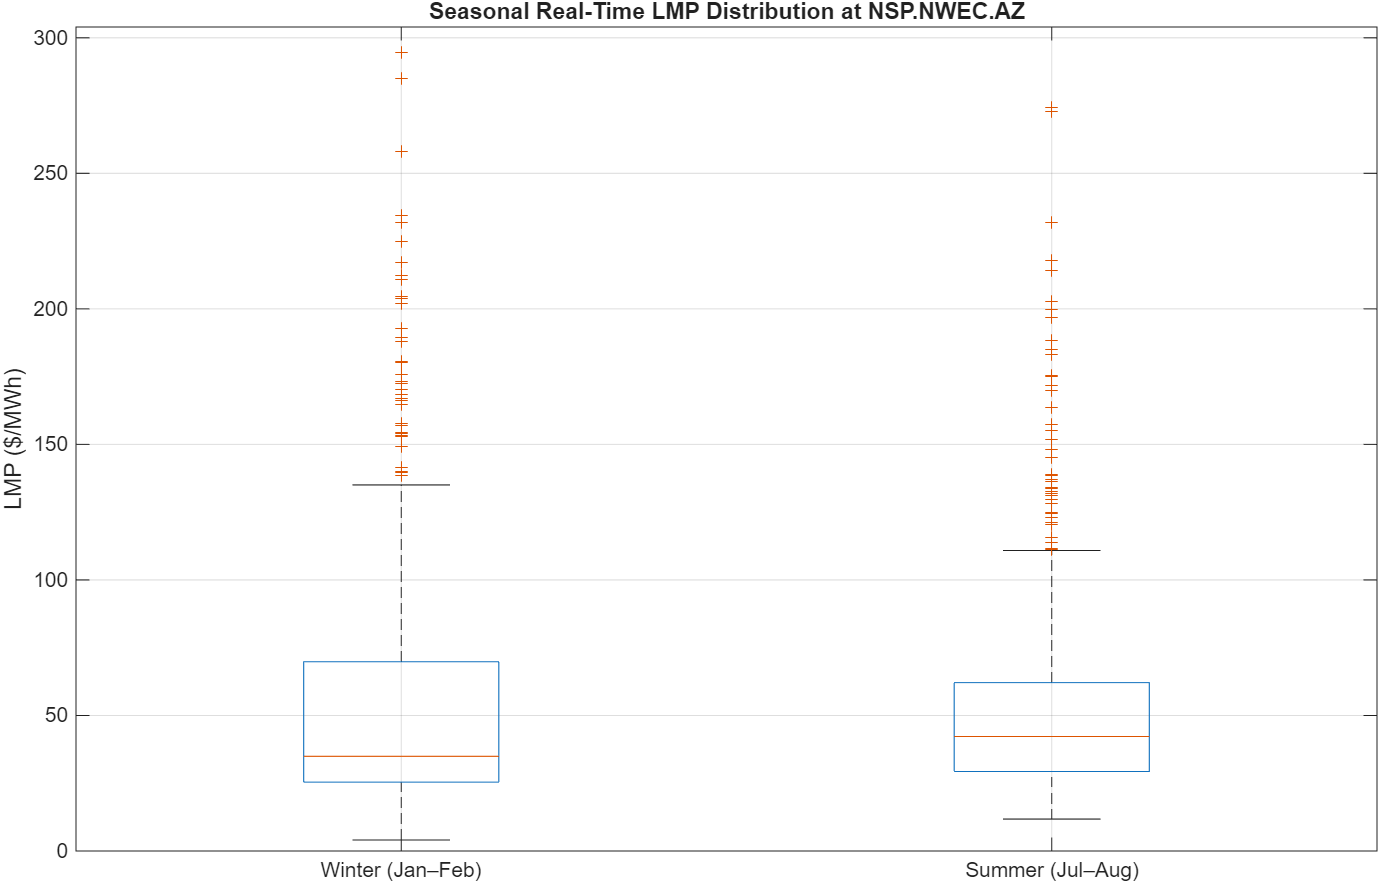 Seasonal Real-Time LMP Distribution at NSP.NWEC.AZ
LMP ($/MWh)
300
250
200
150
100
50
0
Winter (Jan–Feb)
Summer (Jul–Aug)